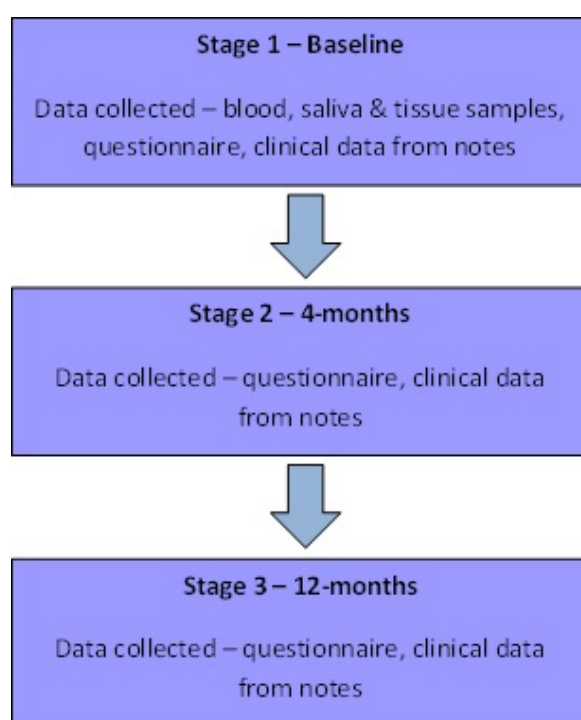 Stage 1 – Baseline
Data collected – blood, saliva & tissue samples,
questionnaire, clinical data from notes
Stage 2 – 4-months
Data collected – questionnaire, clinical data
from notes
Stage 3 – 12-months
Data collected – questionnaire, clinical data
from notes